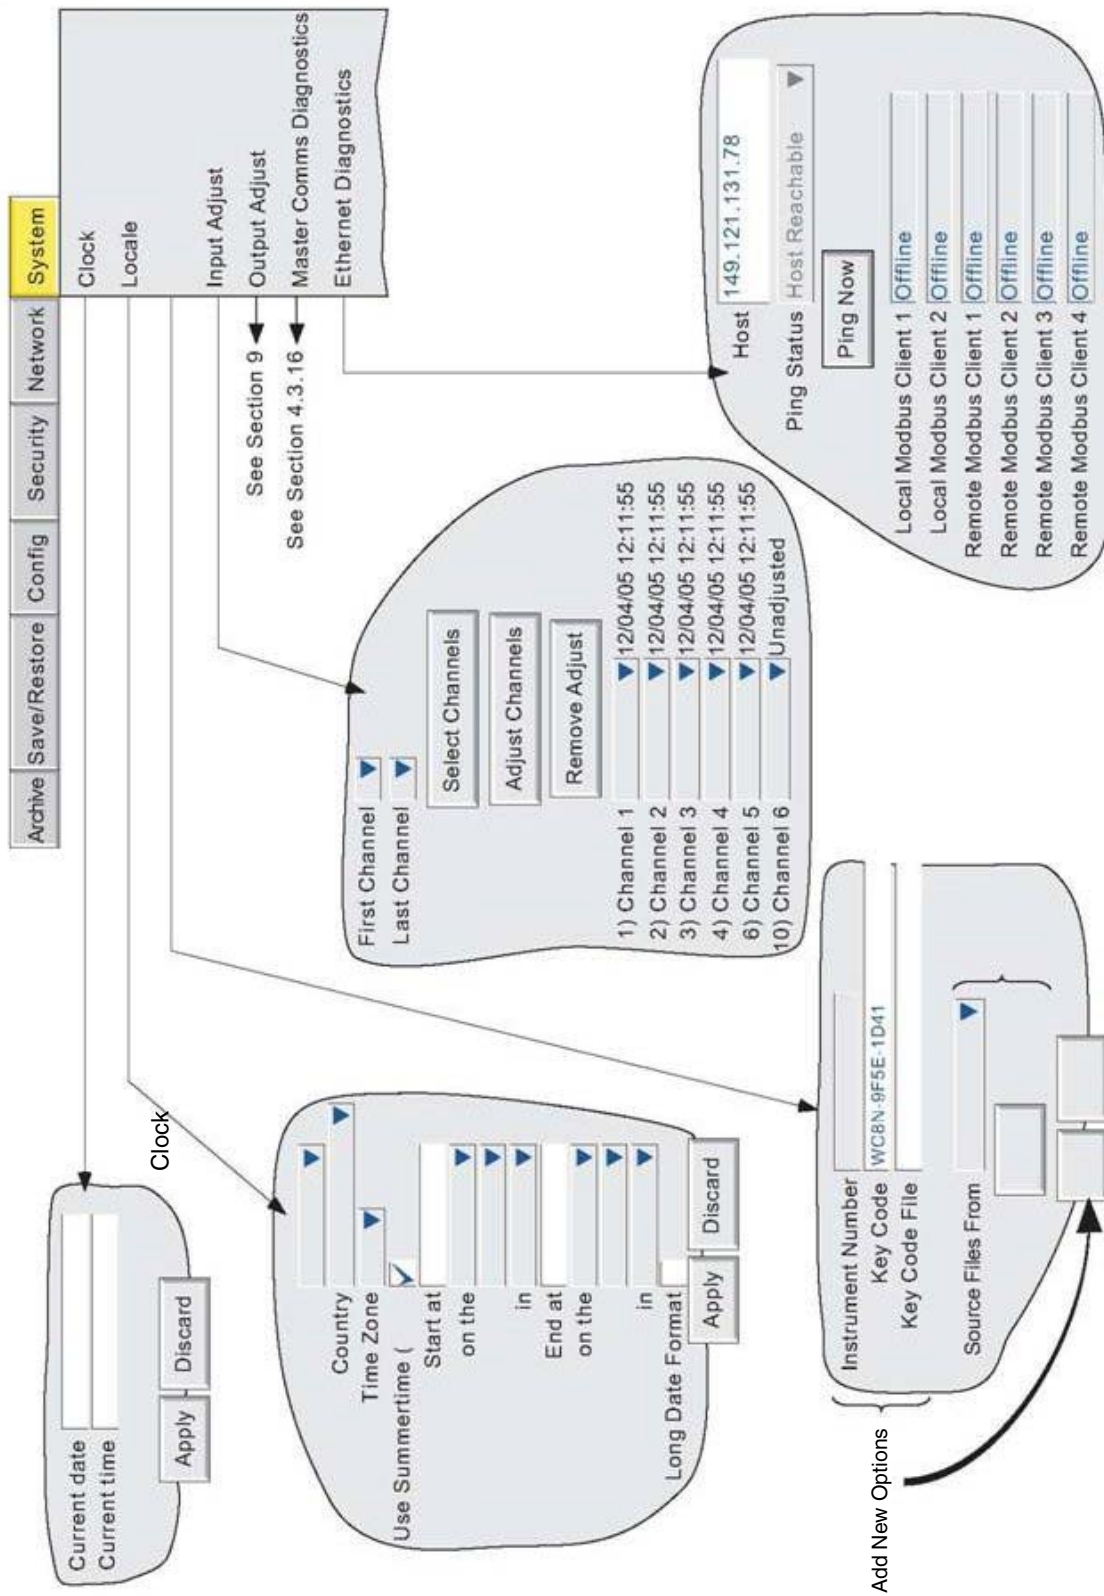 Archive Save/Restore Config Security Network System
Clock
Locale
Input Adjust
Output Adjust
Master Comms Diagnostics
Ethernet Diagnostics
See Section 9
See Section 4.3.16
Current date
Current time
Apply Discard
Clock
Country
Time Zone
Use Summertime (
Start at
on the
in
End at
on the
in
Long Date Format
Apply Discard
First Channel
Last Channel
Select Channels
Adjust Channels
Remove Adjust
1) Channel 1 12/04/05 12:11:55
2) Channel 2 12/04/05 12:11:55
3) Channel 3 12/04/05 12:11:55
4) Channel 4 12/04/05 12:11:55
6) Channel 5 12/04/05 12:11:55
10) Channel 6 Unadjusted
Add New Options
Instrument Number
Key Code WC8N-9F5E-1D41
Key Code File
Source Files From
Host 149.121.131.78
Ping Status Host Reachable
Ping Now
Local Modbus Client 1 Offline
Local Modbus Client 2 Offline
Remote Modbus Client 1 Offline
Remote Modbus Client 2 Offline
Remote Modbus Client 3 Offline
Remote Modbus Client 4 Offline